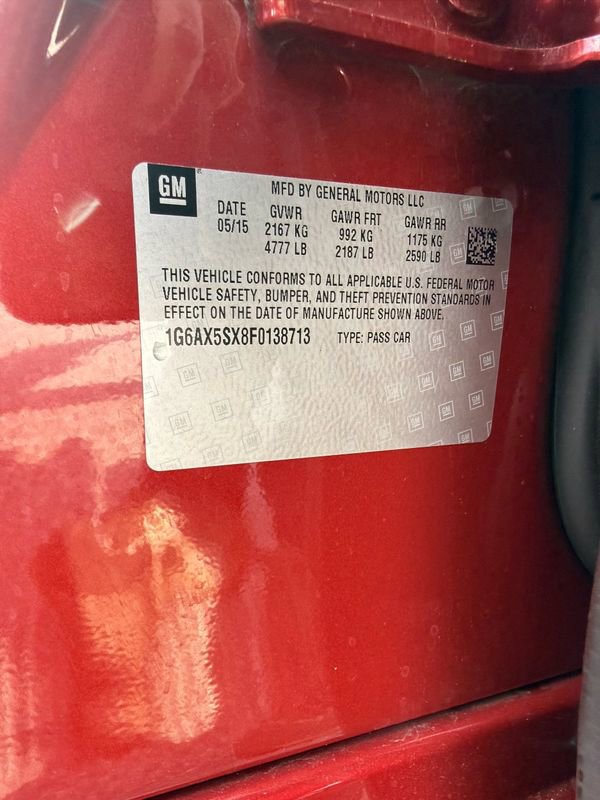 GM
MFD BY GENERAL MOTORS LLC
DATE GVWR GAWR FRT GAWR RR
05/15 2167 KG 992 KG 1175 KG
4777 LB 2187 LB 2590 LB
THIS VEHICLE CONFORMS TO ALL APPLICABLE U.S. FEDERAL MOTOR
VEHICLE SAFETY, BUMPER, AND THEFT PREVENTION STANDARDS IN
EFFECT ON THE DATE OF MANUFACTURE SHOWN ABOVE.
1G6AX5SX8F0138713 TYPE: PASS CAR